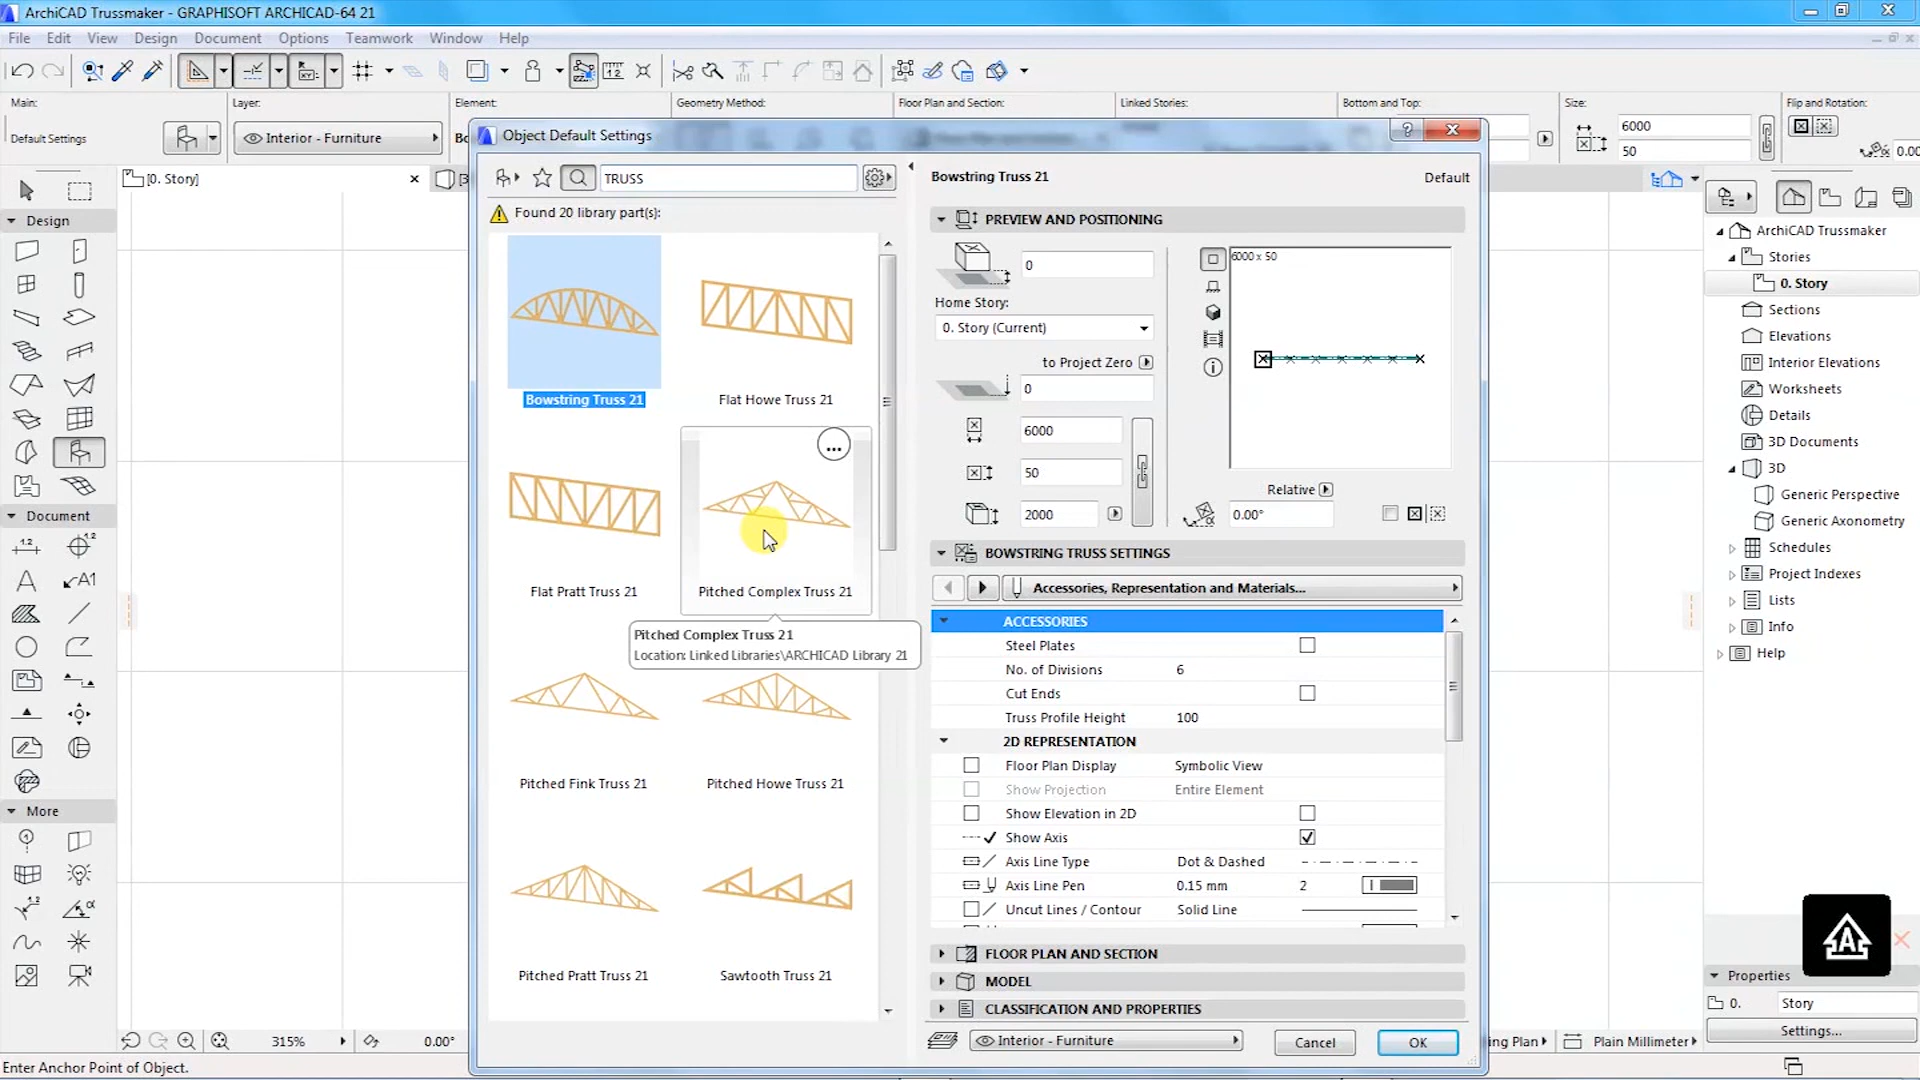 ArchiCAD Trussmaker - GRAPHISOFT ARCHICAD-64 21
File Edit View Design Document Options Teamwork Window Help
Main:
Layer:
Element:
Geometry Method:
Floor Plan and Section:
Linked Stories:
Bottom and Top:
Size:
Flip and Rotation:
Default Settings
Interior - Furniture
6000
50
0.00
[0. Story]
Object Default Settings
TRUSS
Found 20 library part(s):
Bowstring Truss 21
Flat Howe Truss 21
Flat Pratt Truss 21
Pitched Complex Truss 21
Pitched Complex Truss 21
Location: Linked Libraries\ARCHICAD Library 21
Pitched Fink Truss 21
Pitched Howe Truss 21
Pitched Pratt Truss 21
Sawtooth Truss 21
Bowstring Truss 21
Default
PREVIEW AND POSITIONING
0
Home Story:
0. Story (Current)
to Project Zero
0
6000
50
2000
6000 x 50
Relative
0.00°
BOWSTRING TRUSS SETTINGS
Accessories, Representation and Materials...
ACCESSORIES
Steel Plates
No. of Divisions 6
Cut Ends
Truss Profile Height 100
2D REPRESENTATION
Floor Plan Display Symbolic View
Show Projection Entire Element
Show Elevation in 2D
Show Axis
Axis Line Type Dot & Dashed
Axis Line Pen 0.15 mm 2
Uncut Lines / Contour Solid Line
FLOOR PLAN AND SECTION
MODEL
CLASSIFICATION AND PROPERTIES
Interior - Furniture
Cancel
OK
Design
Document
More
ArchiCAD Trussmaker
Stories
0. Story
Sections
Elevations
Interior Elevations
Worksheets
Details
3D Documents
3D
Generic Perspective
Generic Axonometry
Schedules
Project Indexes
Lists
Info
Help
Properties
0. Story
Settings...
315%
0.00°
ing Plan
Plain Millimeter
Enter Anchor Point of Object.